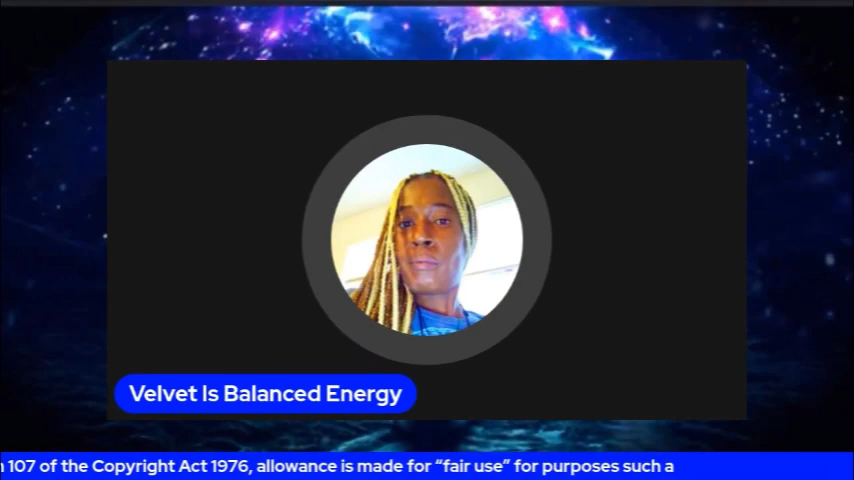 Velvet Is Balanced Energy
107 of the Copyright Act 1976, allowance is made for “fair use” for purposes such a